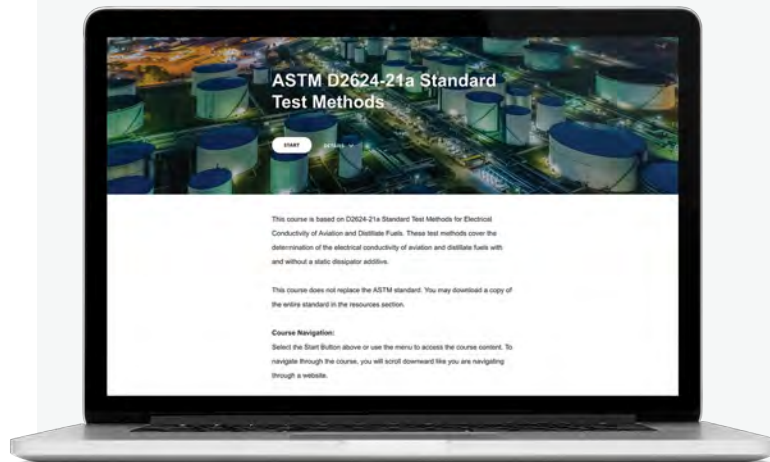 ASTM D2624-21a Standard
Test Methods
START
DETAILS
This course is based on D2624-21a Standard Test Methods for Electrical
Conductivity of Aviation and Distillate Fuels. These test methods cover the
determination of the electrical conductivity of aviation and distillate fuels with
and without a static dissipator additive.
This course does not replace the ASTM standard. You may download a copy of
the entire standard in the resources section.
Course Navigation:
Select the Start Button above or use the menu to access the course content. To
navigate through the course, you will scroll downward like you are navigating
through a website.